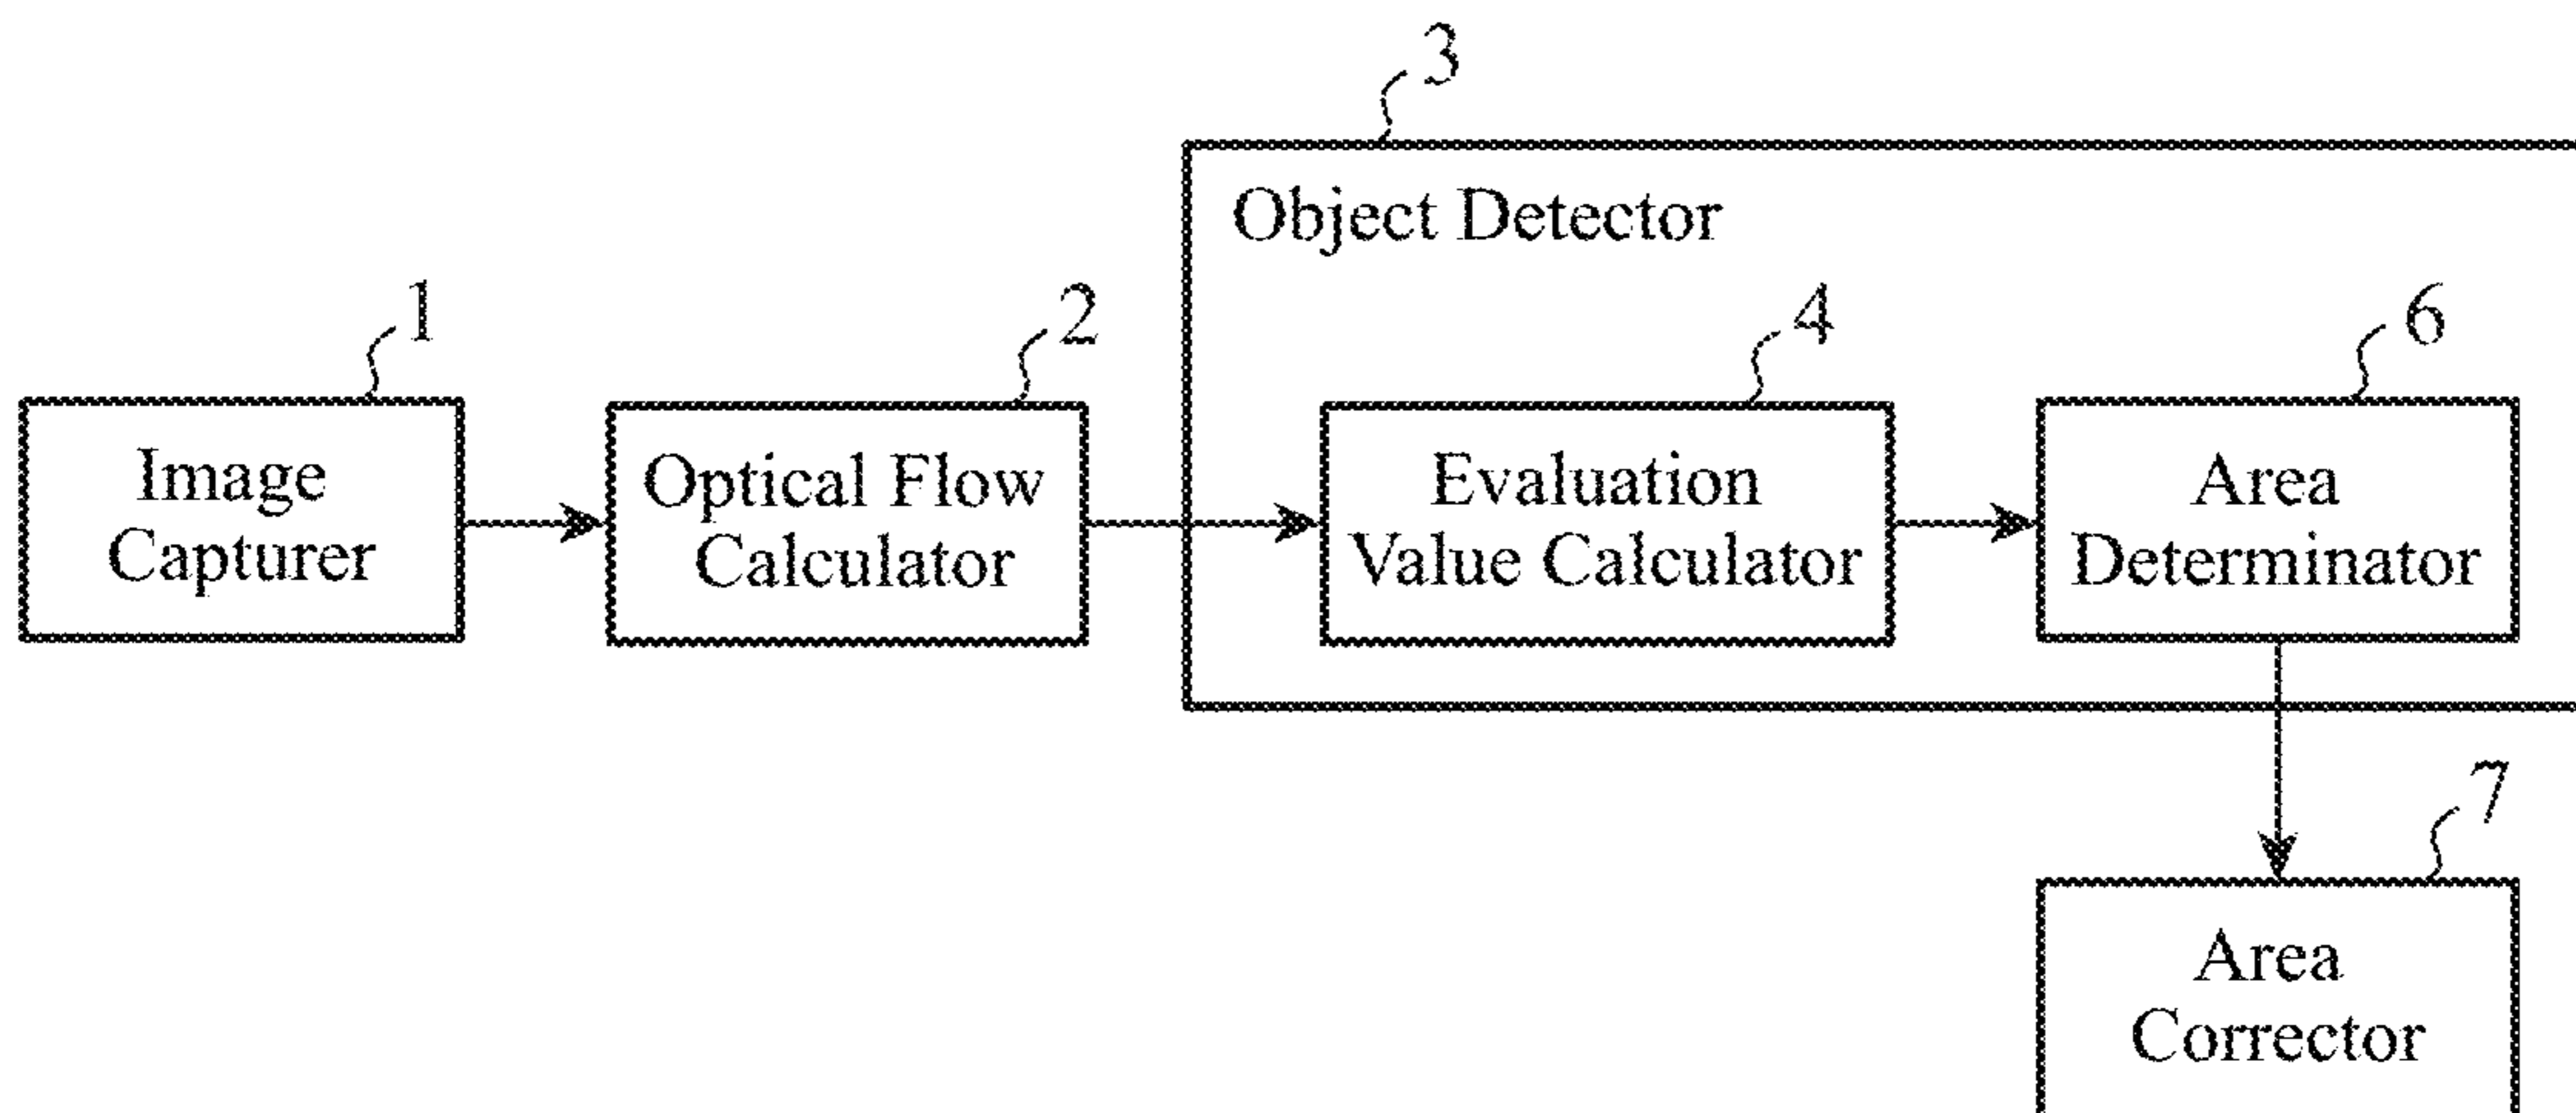 3
Object Detector
1
2
4
6
Image
Capturer
Optical Flow
Calculator
Evaluation
Value Calculator
Area
Determinator
7
Area
Corrector